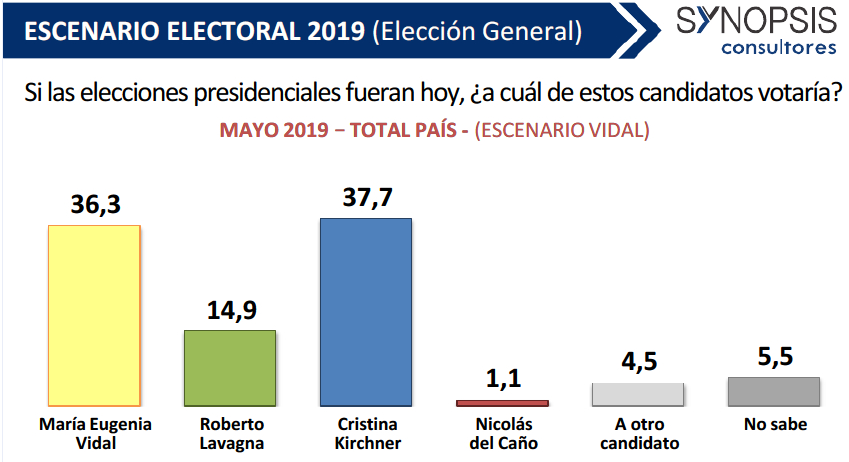 ESCENARIO ELECTORAL 2019 (Elección General)
SYNOPSIS
consultores
Si las elecciones presidenciales fueran hoy, ¿a cuál de estos candidatos votaría?
MAYO 2019 – TOTAL PAÍS - (ESCENARIO VIDAL)
36,3
14,9
37,7
1,1
4,5
5,5
María Eugenia
Vidal
Roberto
Lavagna
Cristina
Kirchner
Nicolás
del Caño
A otro
candidato
No sabe